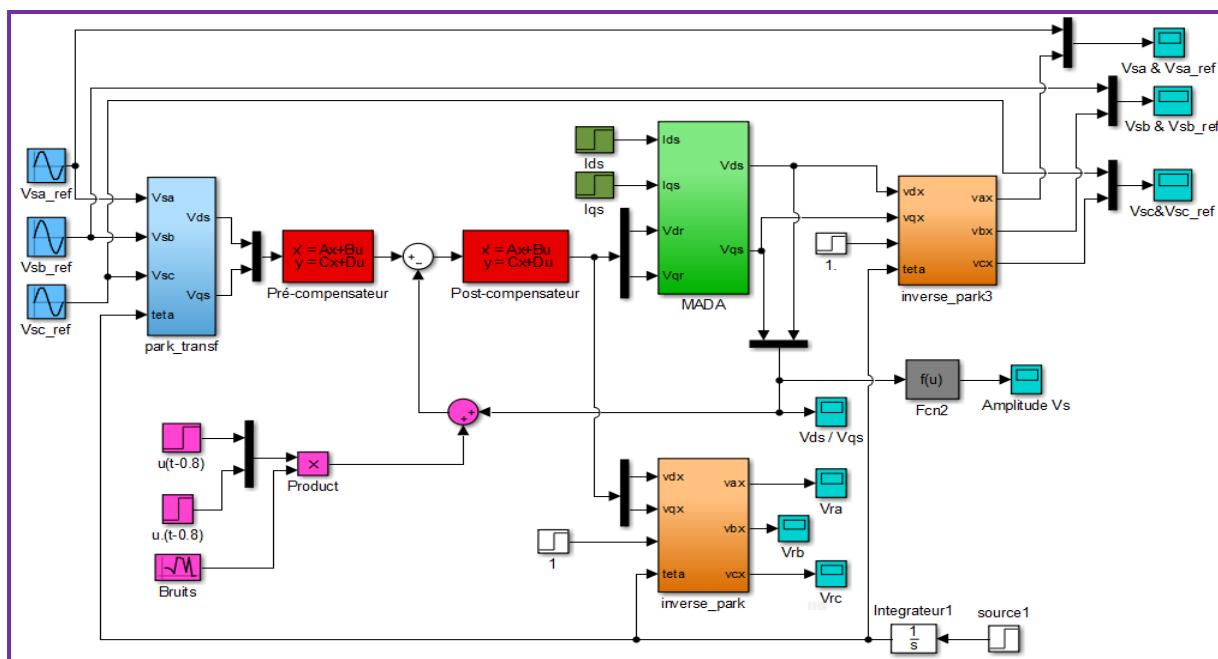 Vsa & Vsa_ref
Vsb & Vsb_ref
Vsc&Vsc_ref
Vsa_ref
Vsb_ref
Vsc_ref
Vsa
Vsb
Vsc
teta
Vds
Vqs
park_transf
x' = Ax+Bu
y = Cx+Du
Pré-compensateur
+
−
x' = Ax+Bu
y = Cx+Du
Post-compensateur
Ids
Iqs
Ids
Iqs
Vdr
Vqr
Vds
Vqs
MADA
1.
vdx
vqx
teta
vax
vbx
vcx
inverse_park3
f(u)
Fcn2
Amplitude Vs
Vds / Vqs
+
+
u(t-0.8)
u.(t-0.8)
×
Product
Bruits
1
vdx
vqx
teta
vax
vbx
vcx
inverse_park
Vra
Vrb
Vrc
Integrateur1
1
s
source1